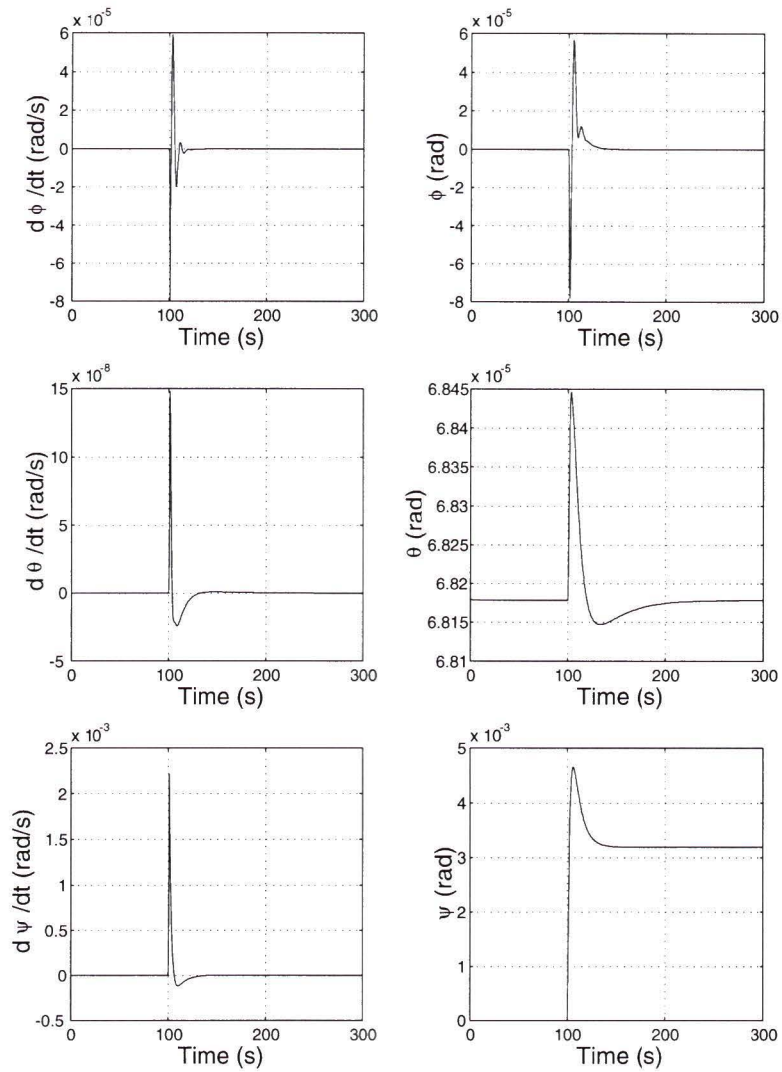 x 10-5
6
4
2
0
-2
-4
-6
-8
d ϕ /dt (rad/s)
0 100 200 300
Time (s)
x 10-5
6
4
2
0
-2
-4
-6
-8
ϕ (rad)
0 100 200 300
Time (s)
x 10-8
15
10
5
0
-5
d θ /dt (rad/s)
0 100 200 300
Time (s)
x 10-5
6.845
6.84
6.835
6.83
6.825
6.82
6.815
6.81
θ (rad)
0 100 200 300
Time (s)
x 10-3
2.5
2
1.5
1
0.5
0
-0.5
d ψ /dt (rad/s)
0 100 200 300
Time (s)
x 10-3
5
4
3
2
1
0
ψ (rad)
0 100 200 300
Time (s)